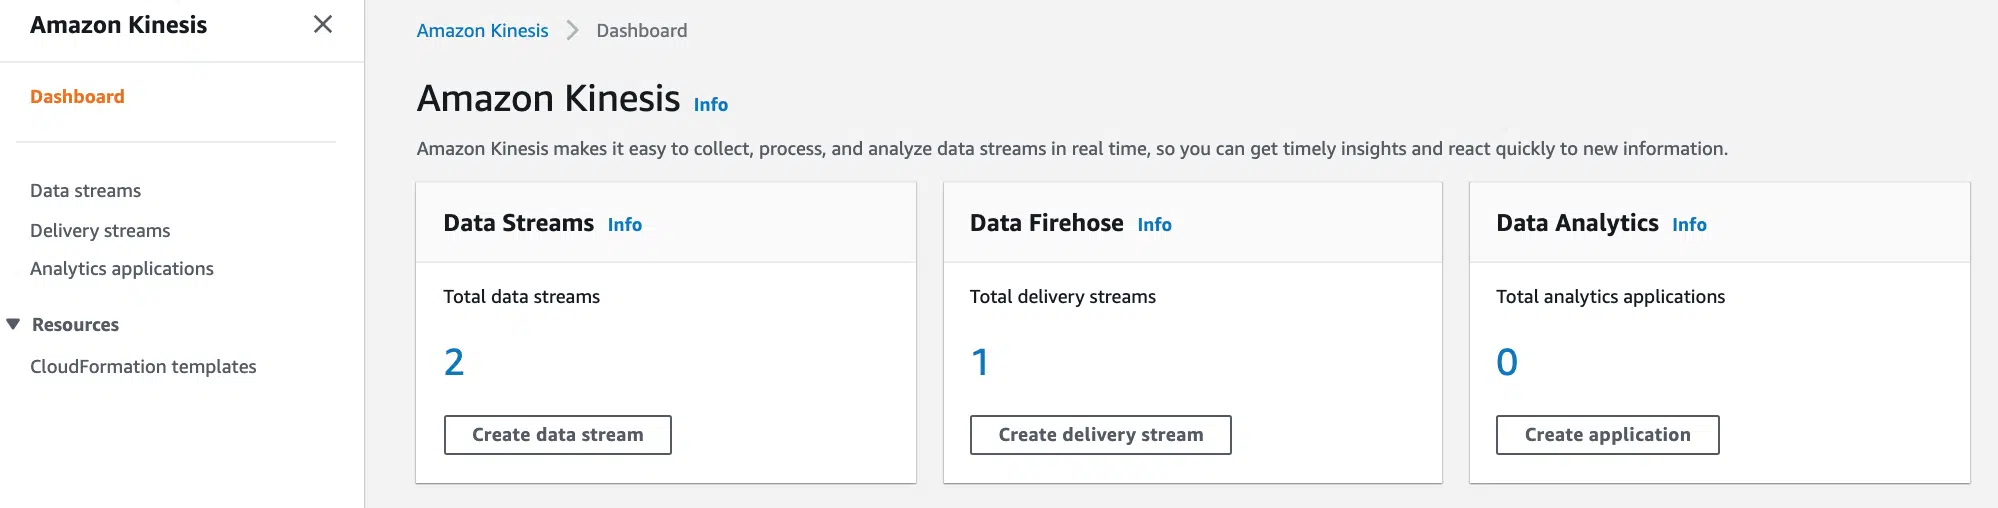 Amazon Kinesis
Dashboard
Data streams
Delivery streams
Analytics applications
Resources
CloudFormation templates
Amazon Kinesis Dashboard
Amazon Kinesis Info
Amazon Kinesis makes it easy to collect, process, and analyze data streams in real time, so you can get timely insights and react quickly to new information.
Data Streams Info
Total data streams
2
Create data stream
Data Firehose Info
Total delivery streams
1
Create delivery stream
Data Analytics Info
Total analytics applications
0
Create application